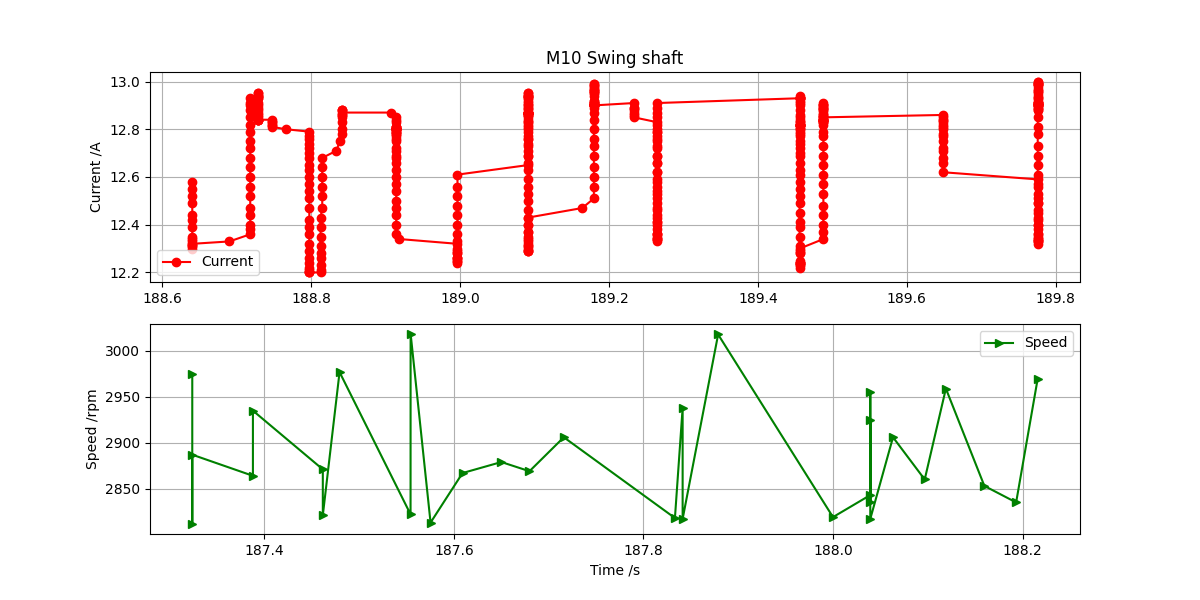 M10 Swing shaft
13.0
12.8
12.6
12.4
12.2
Current /A
Current
188.6 188.8 189.0 189.2 189.4 189.6 189.8
3000
2950
2900
2850
Speed /rpm
Speed
187.4 187.6 187.8 188.0 188.2
Time /s